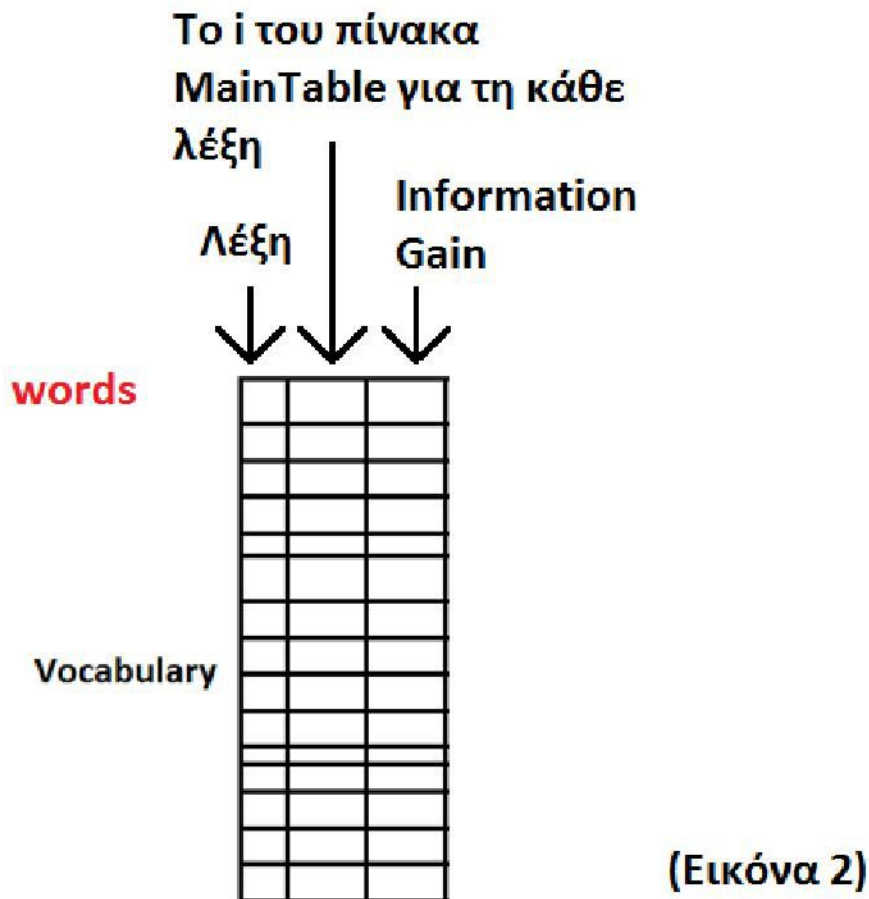 Το i του πίνακα
MainTable για τη κάθε
λέξη
Λέξη
Information
Gain
words
Vocabulary
(Εικόνα 2)